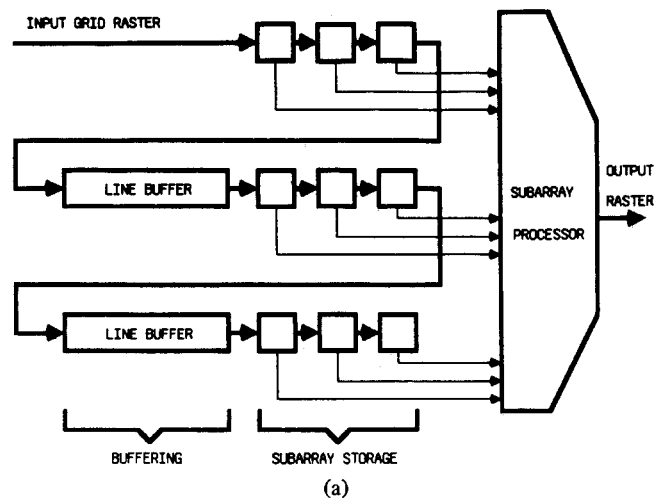 INPUT GRID RASTER
LINE BUFFER
SUBARRAY
PROCESSOR
OUTPUT
RASTER
LINE BUFFER
BUFFERING
SUBARRAY STORAGE
(a)